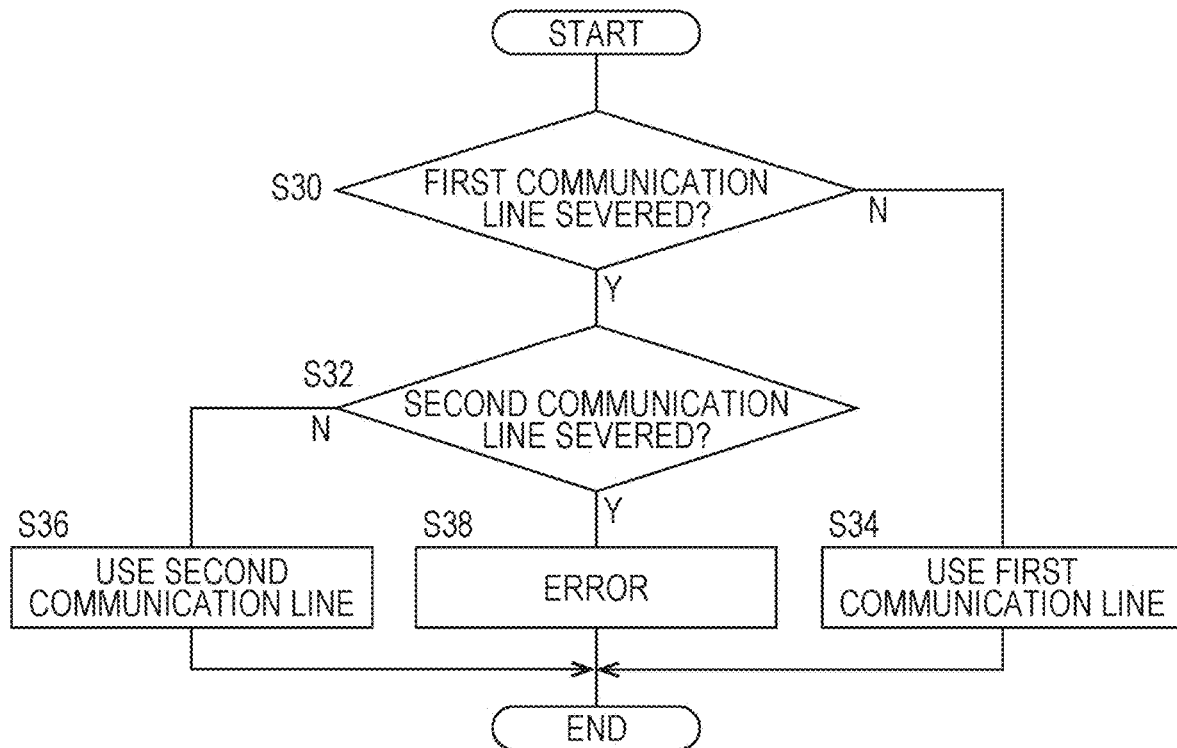 START
S30
FIRST COMMUNICATION
LINE SEVERED?
N
Y
S32
SECOND COMMUNICATION
LINE SEVERED?
N
Y
S36
USE SECOND
COMMUNICATION LINE
S38
ERROR
S34
USE FIRST
COMMUNICATION LINE
END